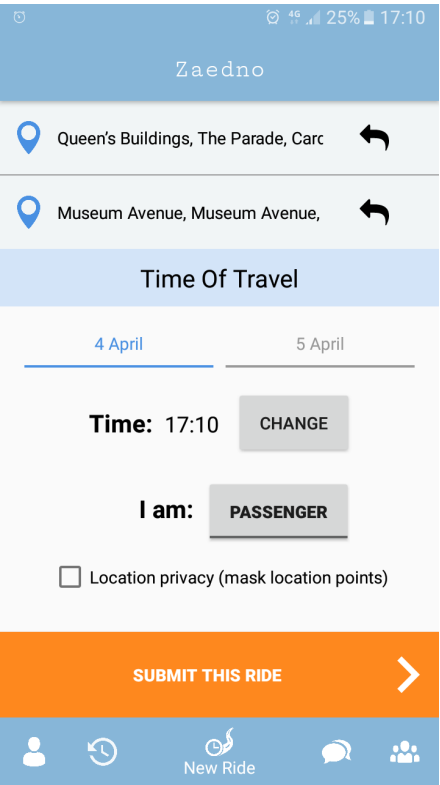 4G 25% 17:10
Zaedno
Queen's Buildings, The Parade, Carc
Museum Avenue, Museum Avenue,
Time Of Travel
4 April 5 April
Time: 17:10 CHANGE
I am: PASSENGER
Location privacy (mask location points)
SUBMIT THIS RIDE
New Ride